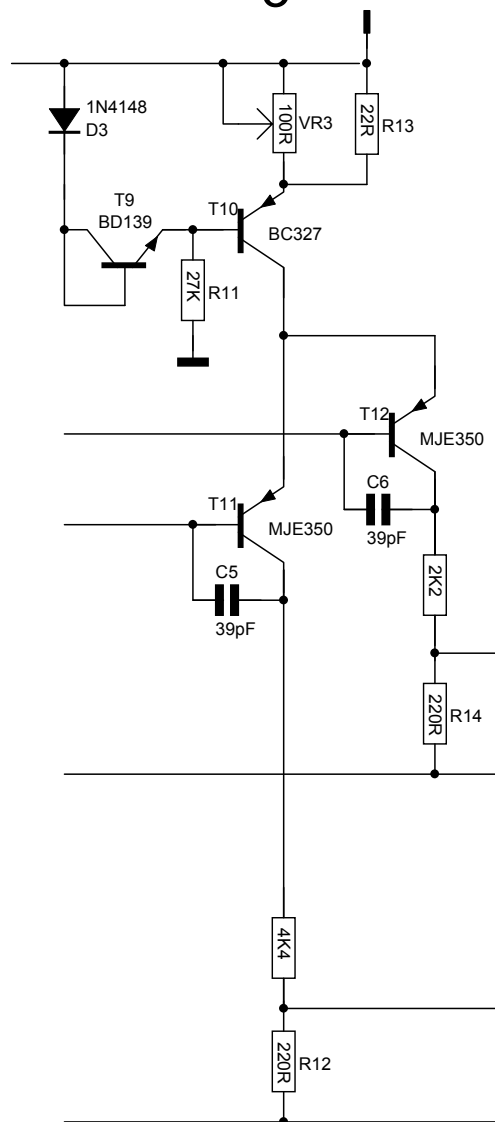 1N4148
D3
100R
VR3
22R
R13
T9
BD139
T10
BC327
27K
R11
T12
MJE350
C6
39pF
T11
MJE350
C5
39pF
2K2
220R
R14
4K4
220R
R12